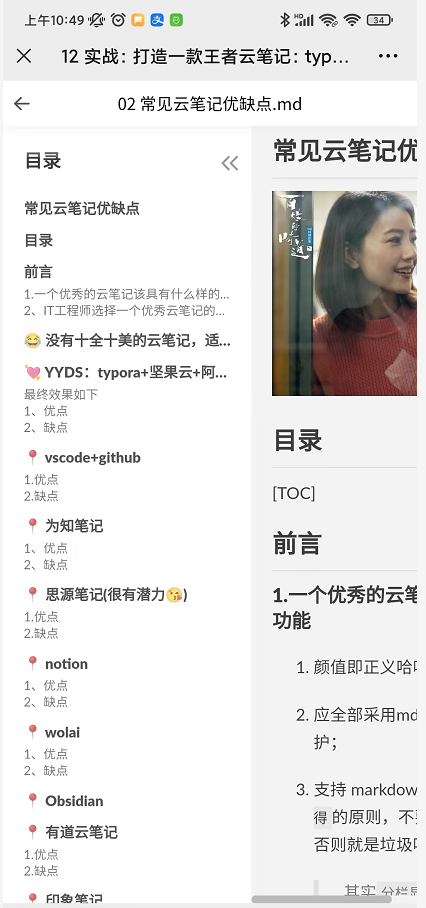 上午10:49
HD
34
12 实战：打造一款王者云笔记：typ...
02 常见云笔记优缺点.md
目录
常见云笔记优缺点
目录
前言
1.一个优秀的云笔记该具有什么样的...
2、IT工程师选择一个优秀云笔记的...
😂 没有十全十美的云笔记，适...
💘 YYDS：typora+坚果云+阿...
最终效果如下
1、优点
2、缺点
📍 vscode+github
1.优点
2.缺点
📍 为知笔记
1、优点
2、缺点
📍 思源笔记(很有潜力😘)
1.优点
2.缺点
📍 notion
1、优点
2、缺点
📍 wolai
1、优点
2、缺点
📍 Obsidian
📍 有道云笔记
1.优点
2.缺点
📍 印象笔记
常见云笔记优
目录
[TOC]
前言
1.一个优秀的云笔
功能
1. 颜值即正义哈
2. 应全部采用md
护；
3. 支持 markdow
得 的原则，不
否则就是垃圾
其实